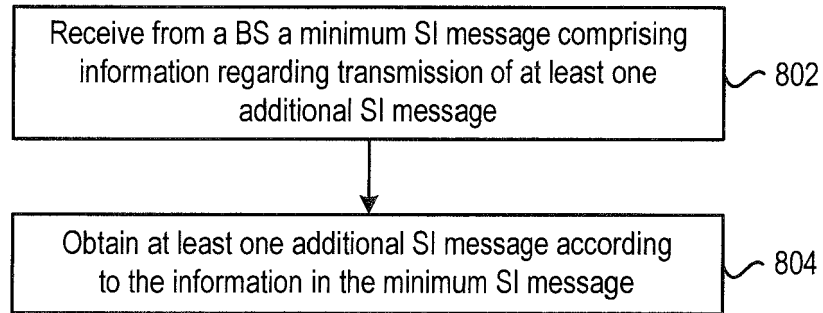 Receive from a BS a minimum SI message comprising
information regarding transmission of at least one
additional SI message
802
Obtain at least one additional SI message according
to the information in the minimum SI message
804